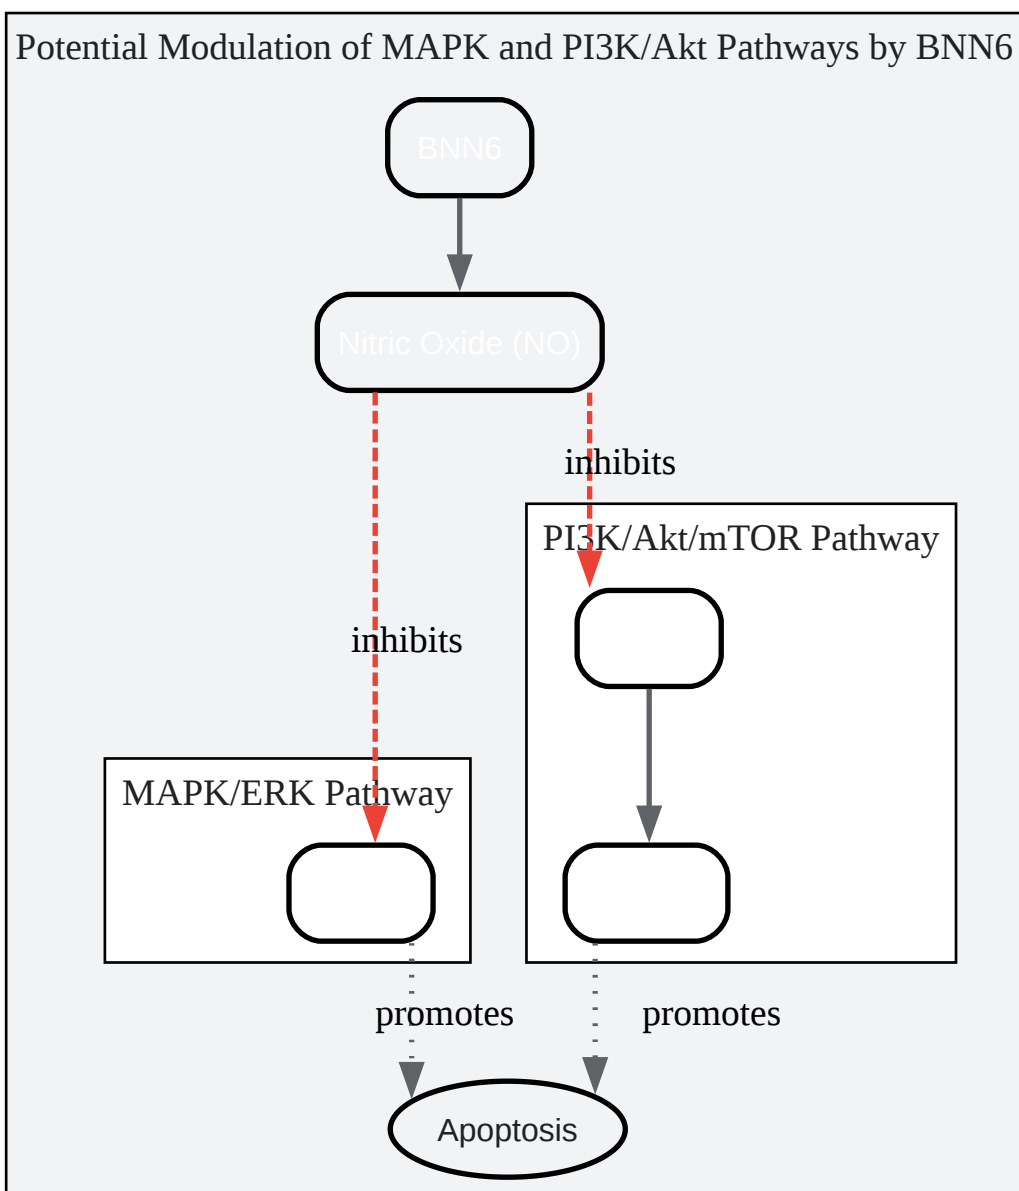 Potential Modulation of MAPK and PI3K/Akt Pathways by BNN6
BNN6
Nitric Oxide (NO)
inhibits
PI3K/Akt/mTOR Pathway
inhibits
MAPK/ERK Pathway
promotes
promotes
Apoptosis